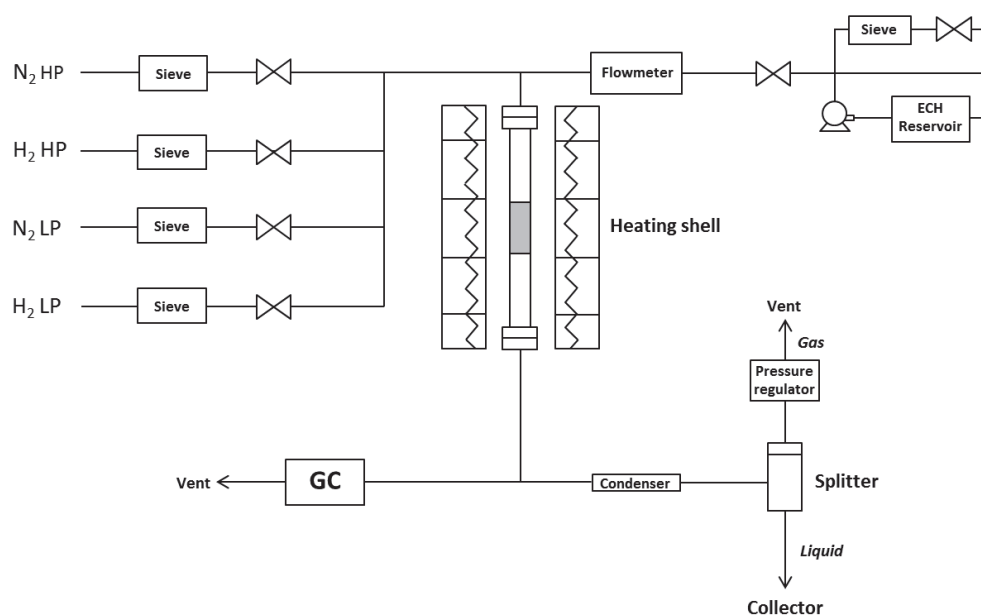 Sieve
N₂ HP
Sieve
Flowmeter
ECH
Reservoir
H₂ HP
Sieve
N₂ LP
Sieve
Heating shell
H₂ LP
Sieve
Vent
Gas
Pressure
regulator
Vent
GC
Condenser
Splitter
Liquid
Collector